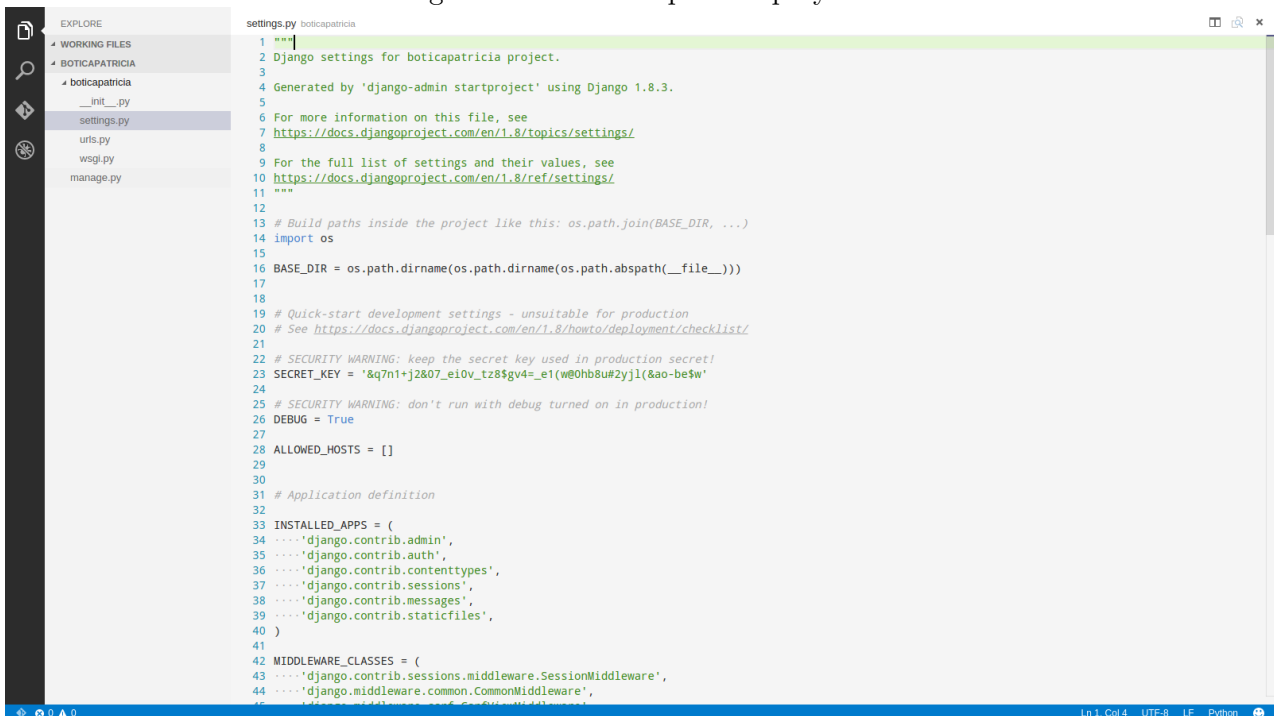 EXPLORE
WORKING FILES
BOTICAPATRICIA
boticapatricia
__init__.py
settings.py
urls.py
wsgi.py
manage.py
settings.py boticapatricia
1 """
2 Django settings for boticapatricia project.
3
4 Generated by 'django-admin startproject' using Django 1.8.3.
5
6 For more information on this file, see
7 https://docs.djangoproject.com/en/1.8/topics/settings/
8
9 For the full list of settings and their values, see
10 https://docs.djangoproject.com/en/1.8/ref/settings/
11 """
12
13 # Build paths inside the project like this: os.path.join(BASE_DIR, ...)
14 import os
15
16 BASE_DIR = os.path.dirname(os.path.dirname(os.path.abspath(__file__)))
17
18
19 # Quick-start development settings - unsuitable for production
20 # See https://docs.djangoproject.com/en/1.8/howto/deployment/checklist/
21
22 # SECURITY WARNING: keep the secret key used in production secret!
23 SECRET_KEY = '&q7n1+j2&07_ei0v_tz8$gv4=_e1(w@0hb8u#2yjl(&ao-be$w'
24
25 # SECURITY WARNING: don't run with debug turned on in production!
26 DEBUG = True
27
28 ALLOWED_HOSTS = []
29
30
31 # Application definition
32
33 INSTALLED_APPS = (
34 ····'django.contrib.admin',
35 ····'django.contrib.auth',
36 ····'django.contrib.contenttypes',
37 ····'django.contrib.sessions',
38 ····'django.contrib.messages',
39 ····'django.contrib.staticfiles',
40 )
41
42 MIDDLEWARE_CLASSES = (
43 ····'django.contrib.sessions.middleware.SessionMiddleware',
44 ····'django.middleware.common.CommonMiddleware',
0 0
Ln 1, Col 4 UTF-8 LF Python